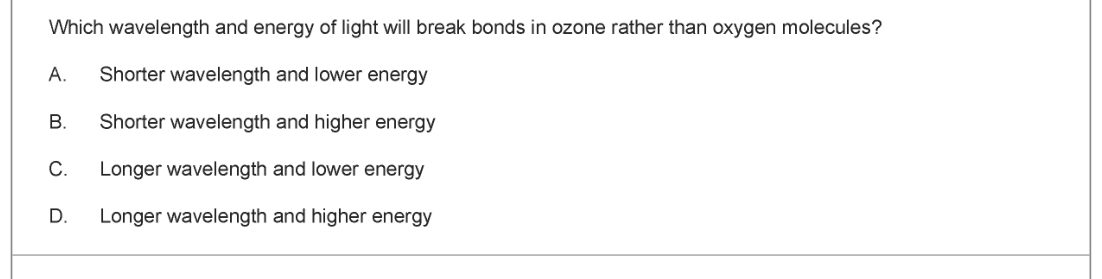 Which wavelength and energy of light will break bonds in ozone rather than oxygen molecules?
A. Shorter wavelength and lower energy
B. Shorter wavelength and higher energy
C. Longer wavelength and lower energy
D. Longer wavelength and higher energy